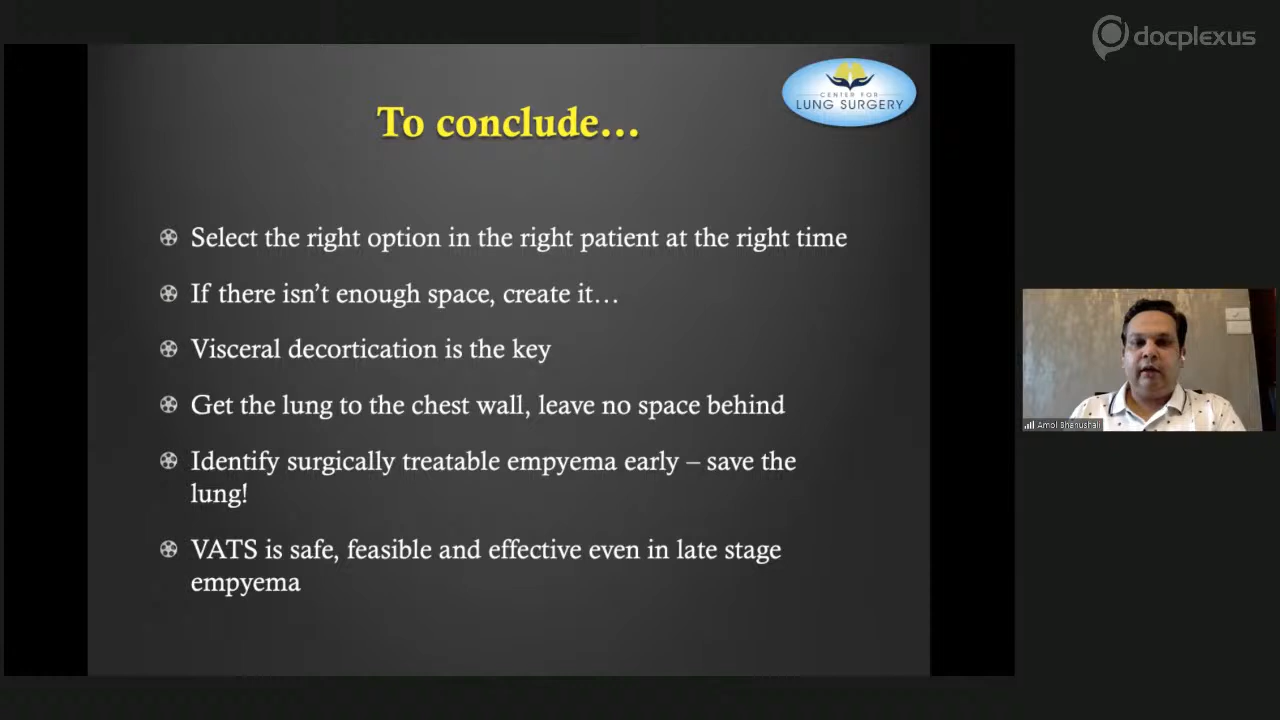 docplexus
CENTER FOR
LUNG SURGERY
To conclude...
Select the right option in the right patient at the right time
If there isn’t enough space, create it…
Visceral decortication is the key
Get the lung to the chest wall, leave no space behind
Identify surgically treatable empyema early – save the
lung!
VATS is safe, feasible and effective even in late stage
empyema
Amol Bhanushali